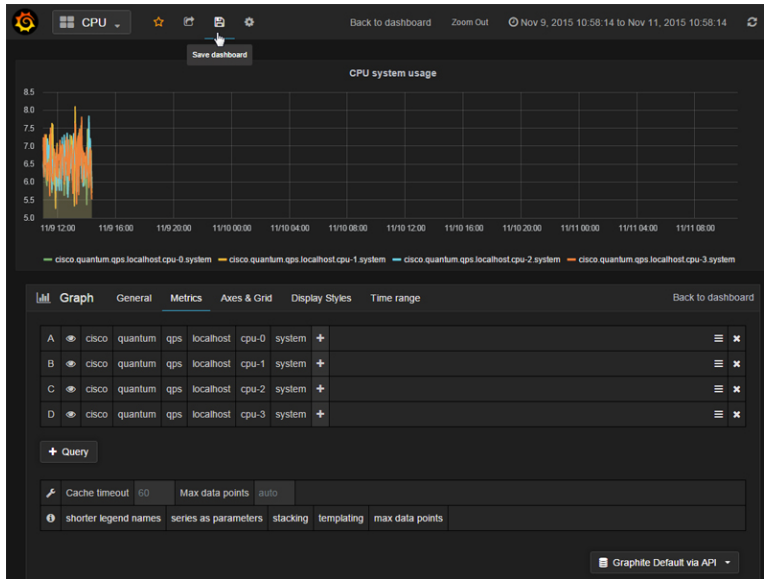 CPU
Back to dashboard Zoom Out Nov 9, 2015 10:58:14 to Nov 11, 2015 10:58:14
Save dashboard
CPU system usage
8.5
8.0
7.5
7.0
6.5
6.0
5.5
5.0
11/9 12:00 11/9 16:00 11/9 20:00 11/10 00:00 11/10 04:00 11/10 08:00 11/10 12:00 11/10 16:00 11/10 20:00 11/11 00:00 11/11 04:00 11/11 08:00
cisco.quantum.qps.localhost.cpu-0.system cisco.quantum.qps.localhost.cpu-1.system cisco.quantum.qps.localhost.cpu-2.system cisco.quantum.qps.localhost.cpu-3.system
Graph General Metrics Axes & Grid Display Styles Time range Back to dashboard
A cisco quantum qps localhost cpu-0 system +
B cisco quantum qps localhost cpu-1 system +
C cisco quantum qps localhost cpu-2 system +
D cisco quantum qps localhost cpu-3 system +
+ Query
Cache timeout 60 Max data points auto
shorter legend names series as parameters stacking templating max data points
Graphite Default via API